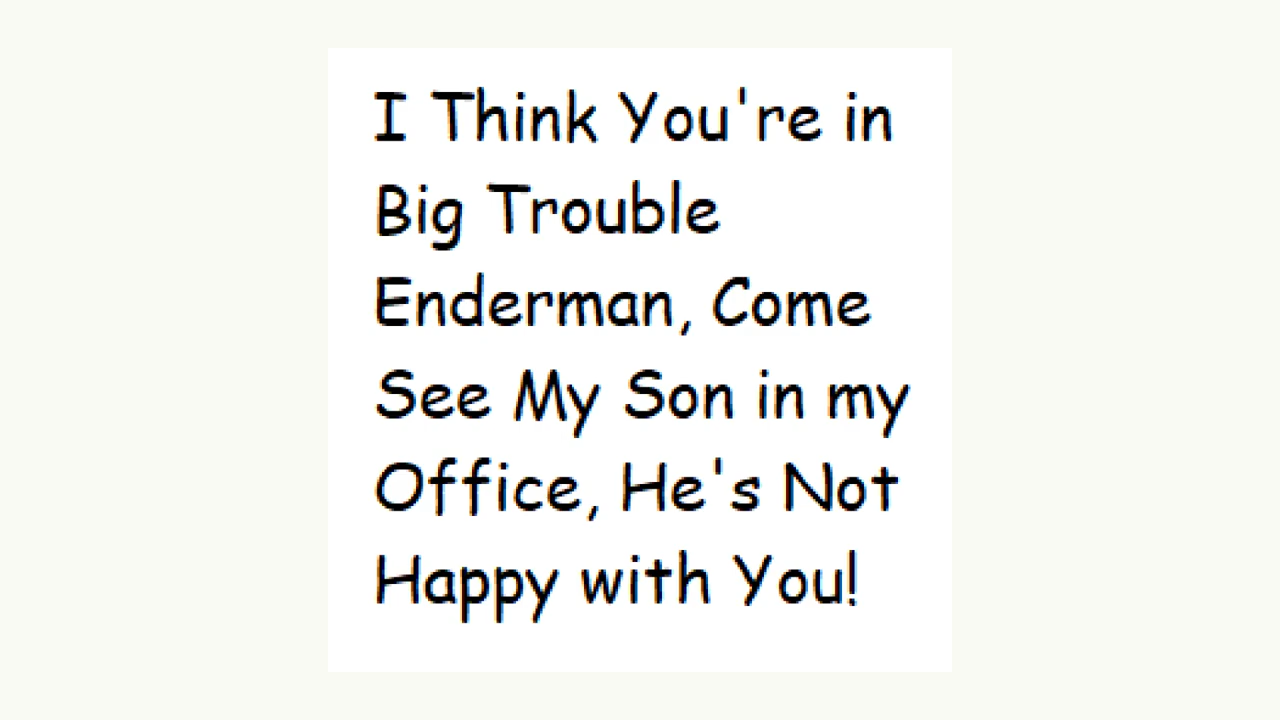 I Think You're in
Big Trouble
Enderman, Come
See My Son in my
Office, He's Not
Happy with You!